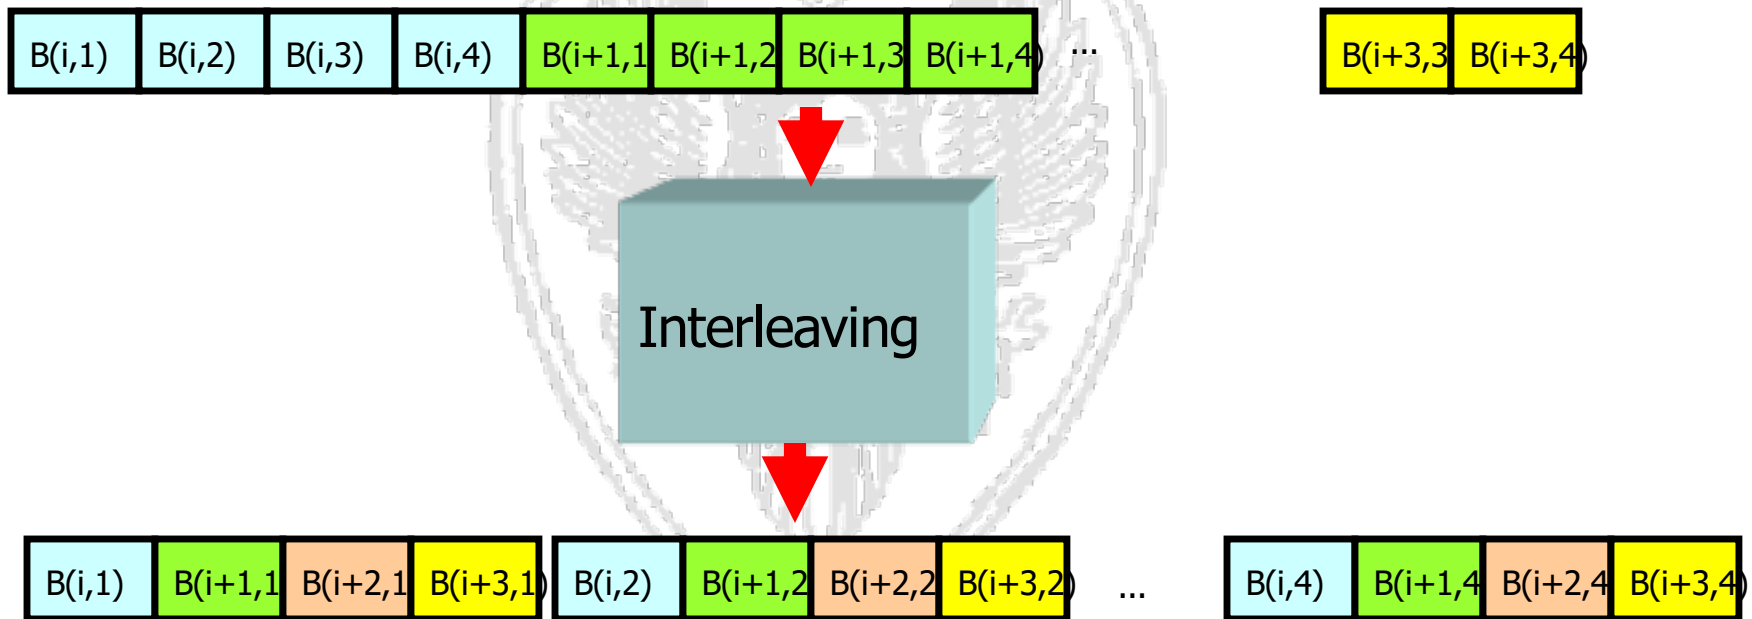 B(i,1) B(i,2) B(i,3) B(i,4) B(i+1,1 B(i+1,2 B(i+1,3 B(i+1,4) ... B(i+3,3 B(i+3,4)
Interleaving
B(i,1) B(i+1,1 B(i+2,1 B(i+3,1) B(i,2) B(i+1,2 B(i+2,2 B(i+3,2) ... B(i,4) B(i+1,4 B(i+2,4 B(i+3,4)